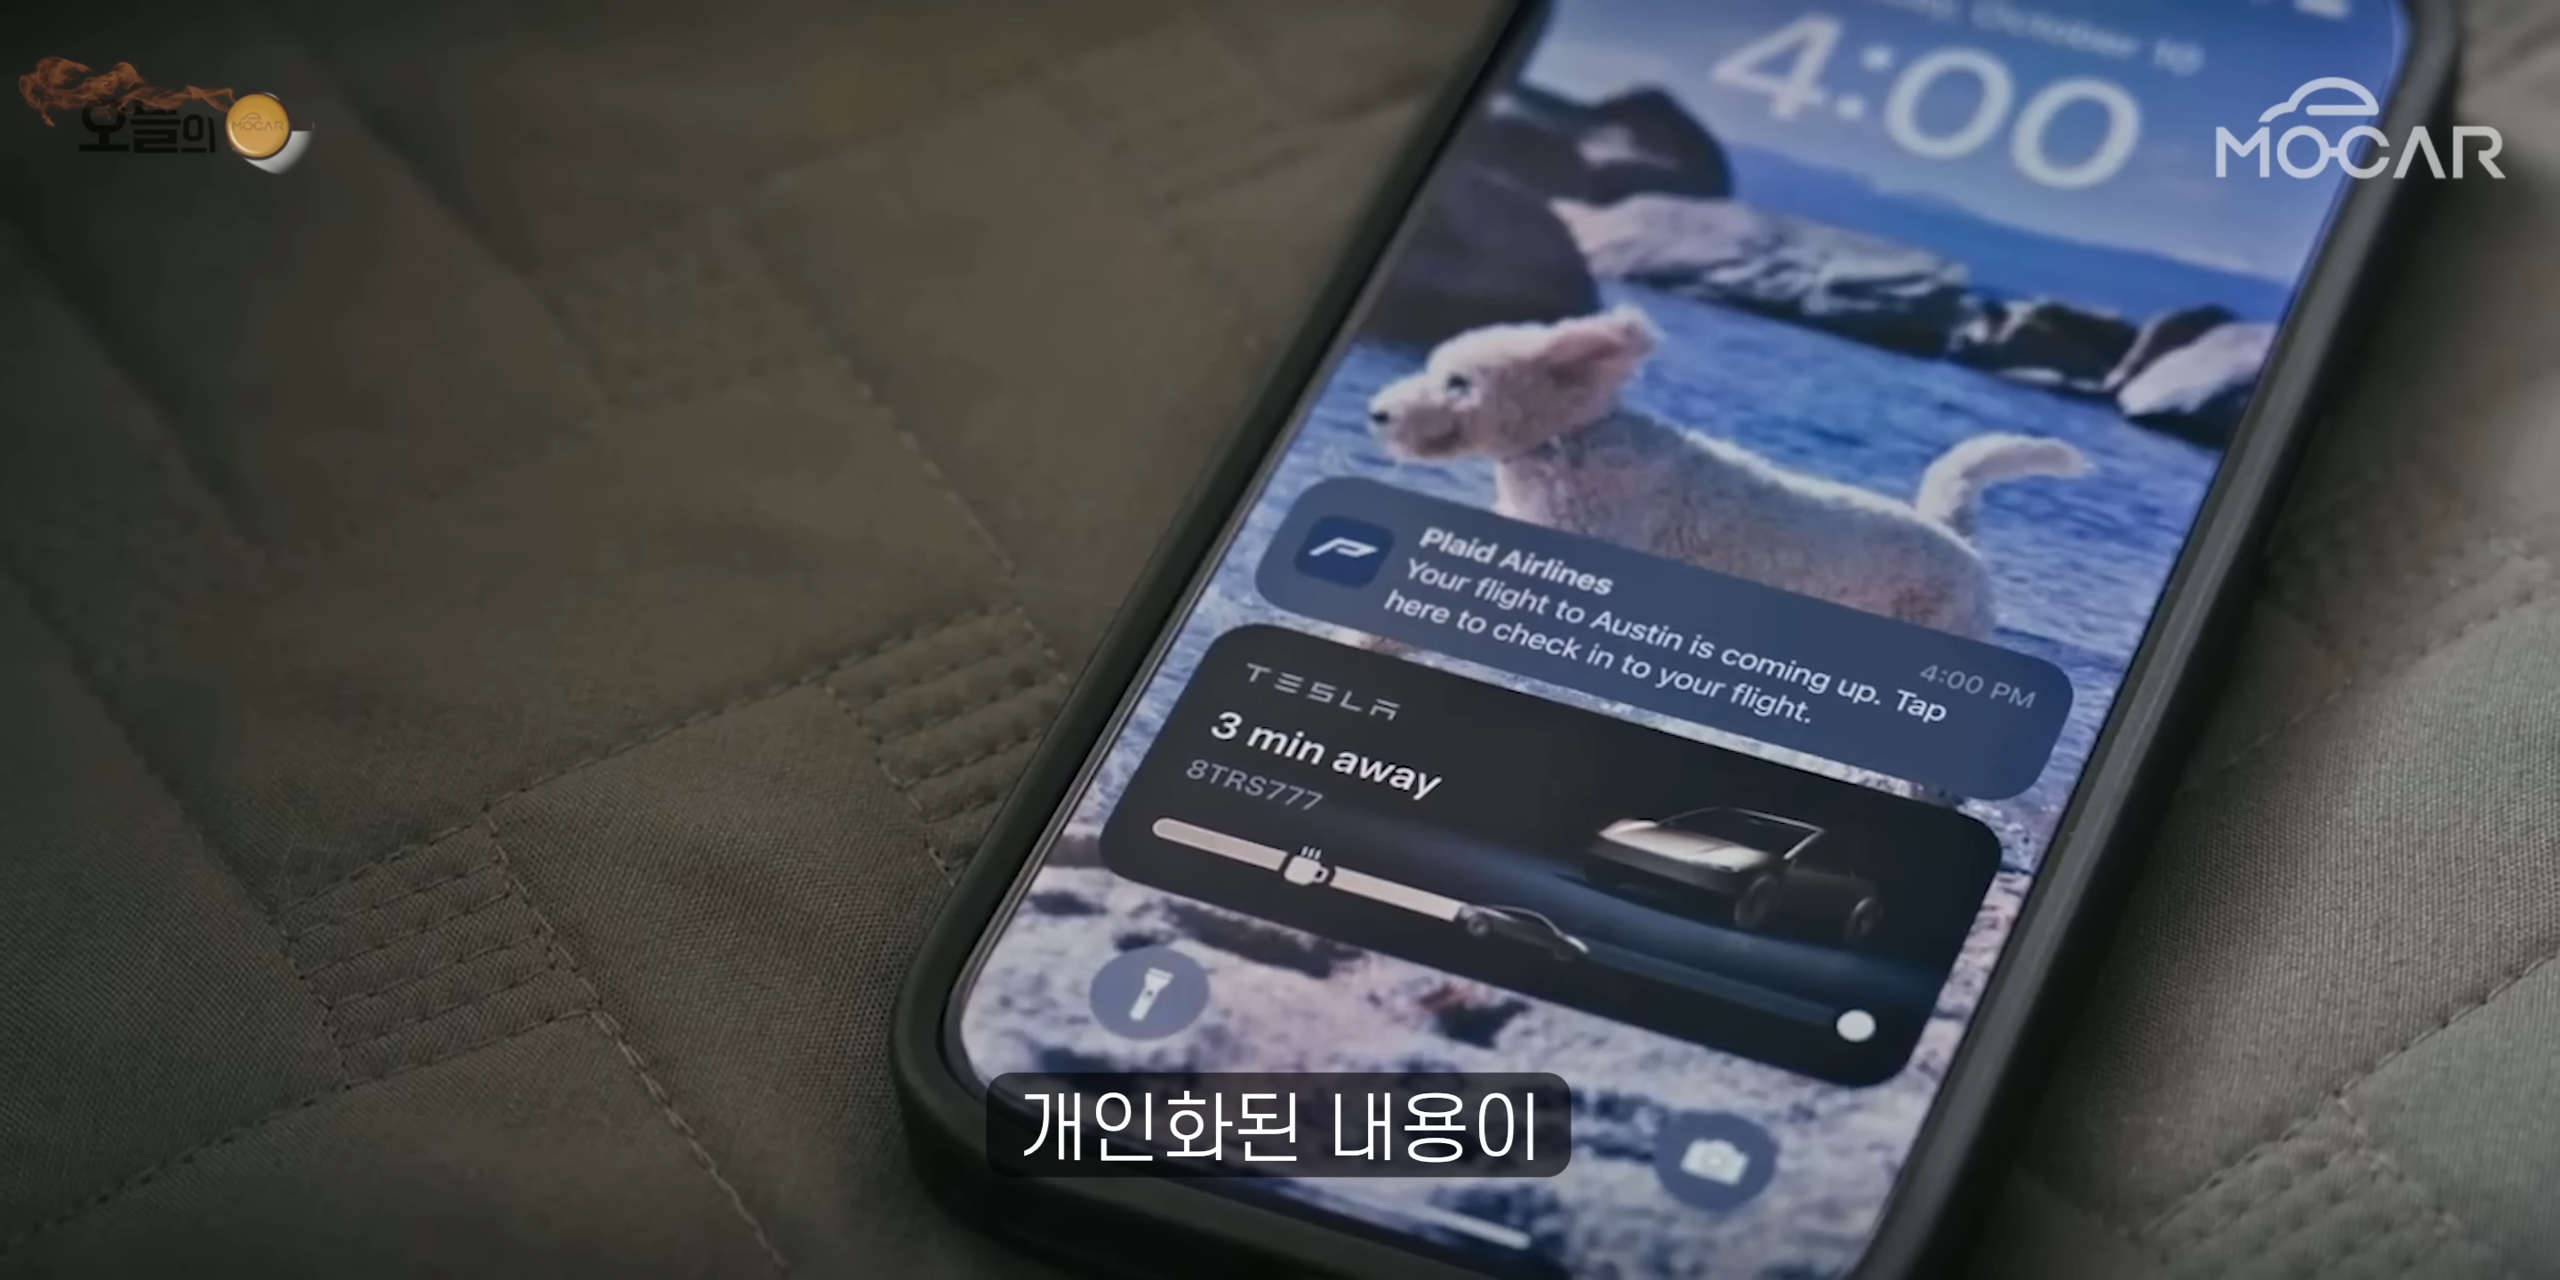 October 10
4:00
오늘의
MOCAR
MOCAR
Plaid Airlines
4:00 PM
Your flight to Austin is coming up. Tap
here to check in to your flight.
TESLA
3 min away
8TRS777
개인화된 내용이